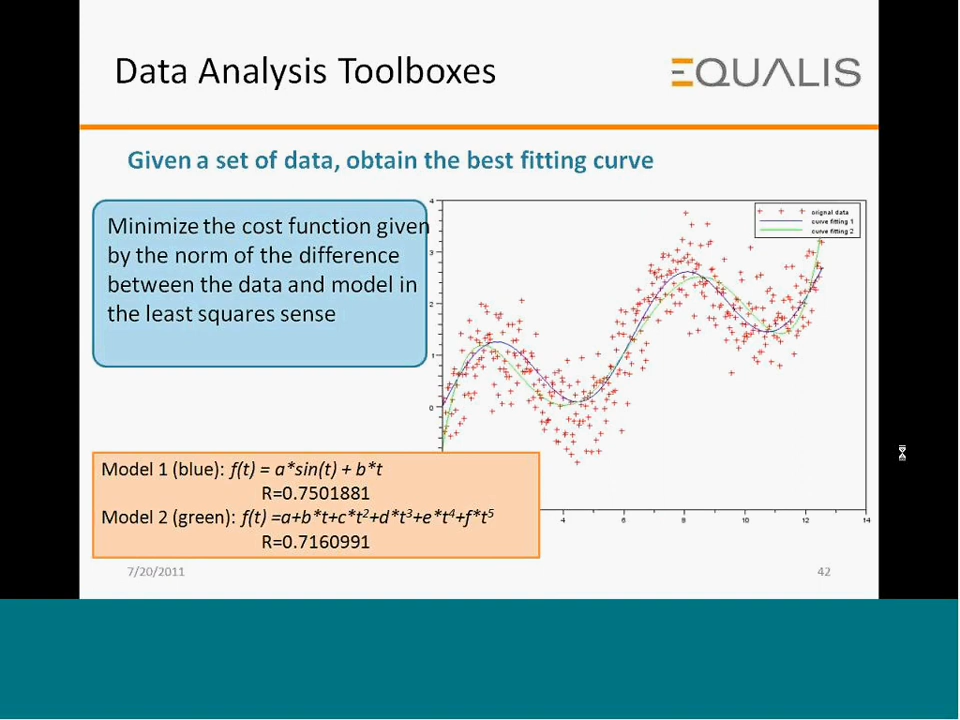 Data Analysis Toolboxes
EQUALIS
Given a set of data, obtain the best fitting curve
Minimize the cost function given
by the norm of the difference
between the data and model in
the least squares sense
4
3
2
1
0
orignal data
curve fitting 1
curve fitting 2
4
6
8
10
12
14
Model 1 (blue): f(t) = a*sin(t) + b*t
R=0.7501881
Model 2 (green): f(t) =a+b*t+c*t²+d*t³+e*t⁴+f*t⁵
R=0.7160991
7/20/2011
42